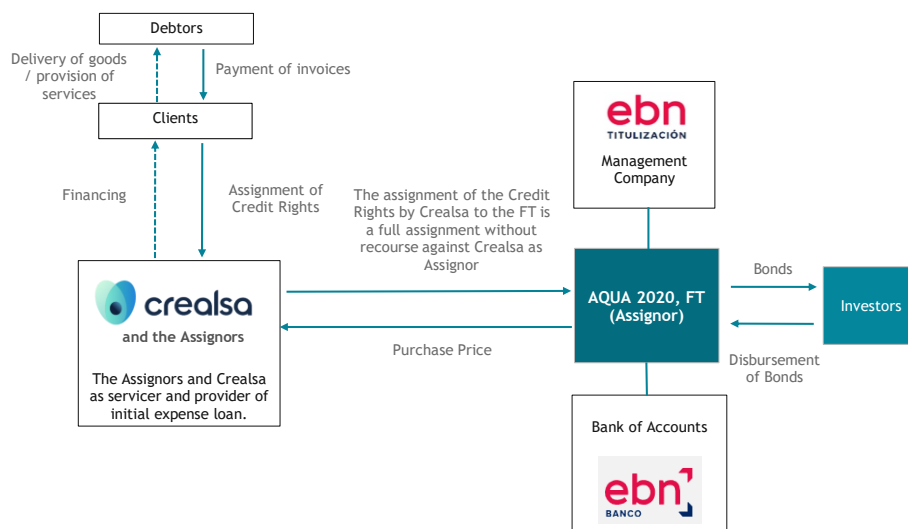 Debtors
Delivery of goods
/ provision of
services
Payment of invoices
Clients
Financing
Assignment of
Credit Rights
The assignment of the Credit
Rights by Crealsa to the FT is
a full assignment without
recourse against Crealsa as
Assignor
ebn
TITULIZACIÓN
Management
Company
crealsa
and the Assignors
The Assignors and Crealsa
as servicer and provider of
initial expense loan.
Purchase Price
AQUA 2020, FT
(Assignor)
Bonds
Investors
Disbursement
of Bonds
Bank of Accounts
ebn
BANCO